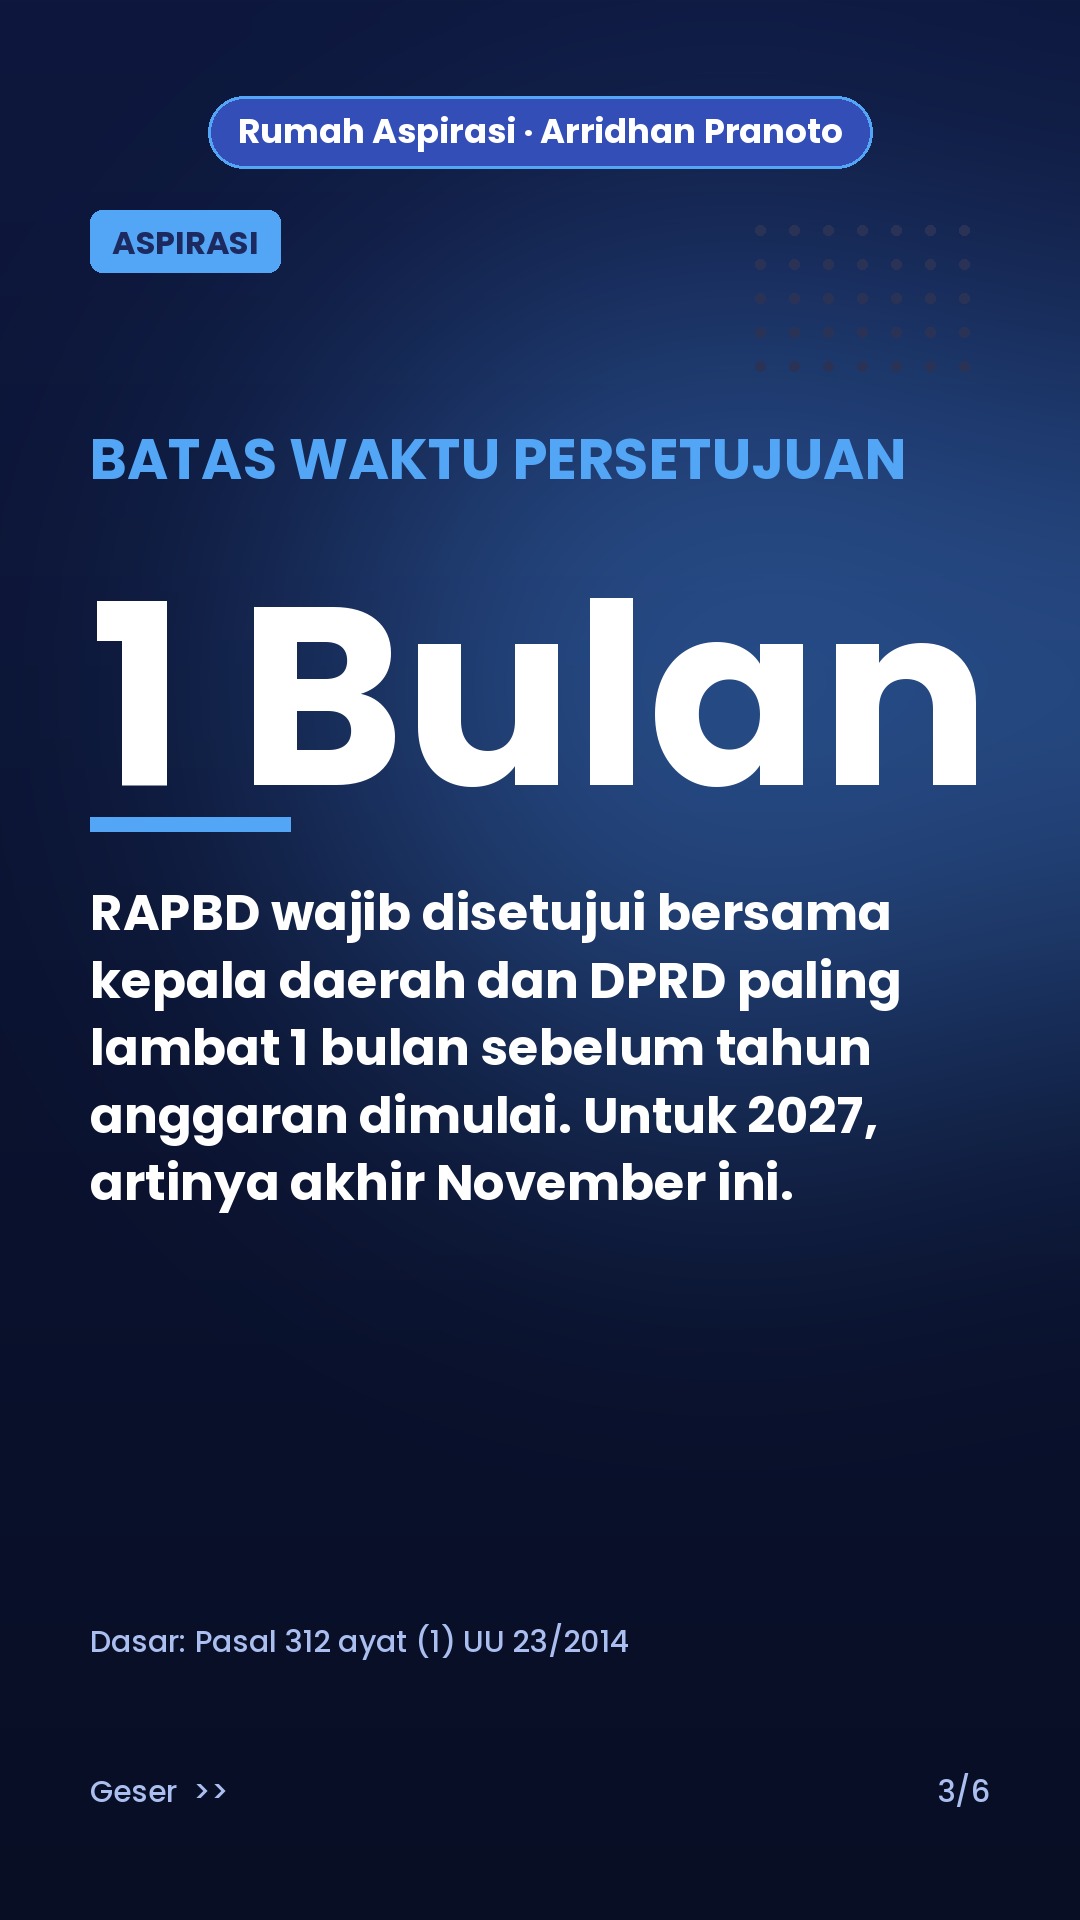 Rumah Aspirasi · Arridhan Pranoto
ASPIRASI
BATAS WAKTU PERSETUJUAN
1 Bulan
RAPBD wajib disetujui bersama
kepala daerah dan DPRD paling
lambat 1 bulan sebelum tahun
anggaran dimulai. Untuk 2027,
artinya akhir November ini.
Dasar: Pasal 312 ayat (1) UU 23/2014
Geser >>
3/6